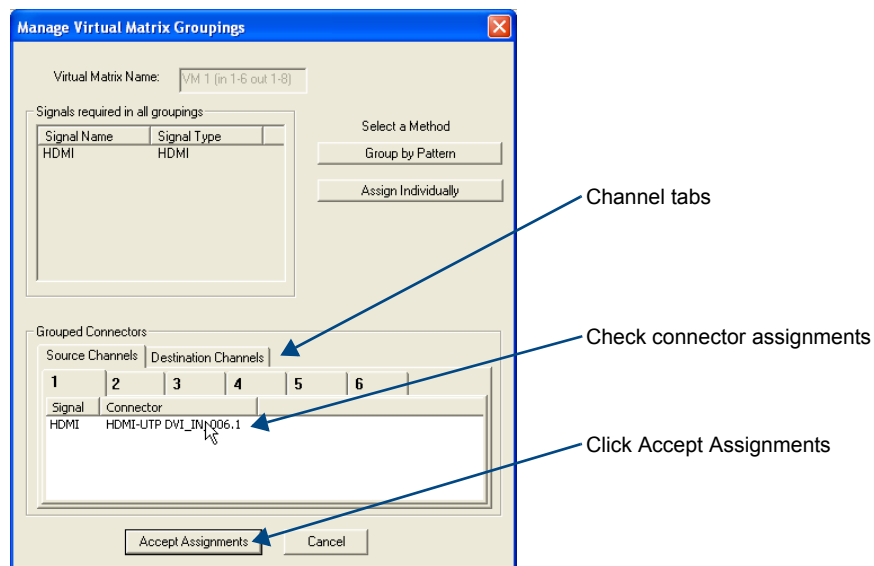 Manage Virtual Matrix Groupings
Virtual Matrix Name: VM 1 (in 1-6 out 1-8)
Signals required in all groupings
Signal Name Signal Type
HDMI HDMI
Select a Method
Group by Pattern
Assign Individually
Channel tabs
Grouped Connectors
Source Channels Destination Channels
1 2 3 4 5 6
Signal Connector
HDMI HDMI-UTP DVI_IN 006.1
Check connector assignments
Click Accept Assignments
Accept Assignments Cancel